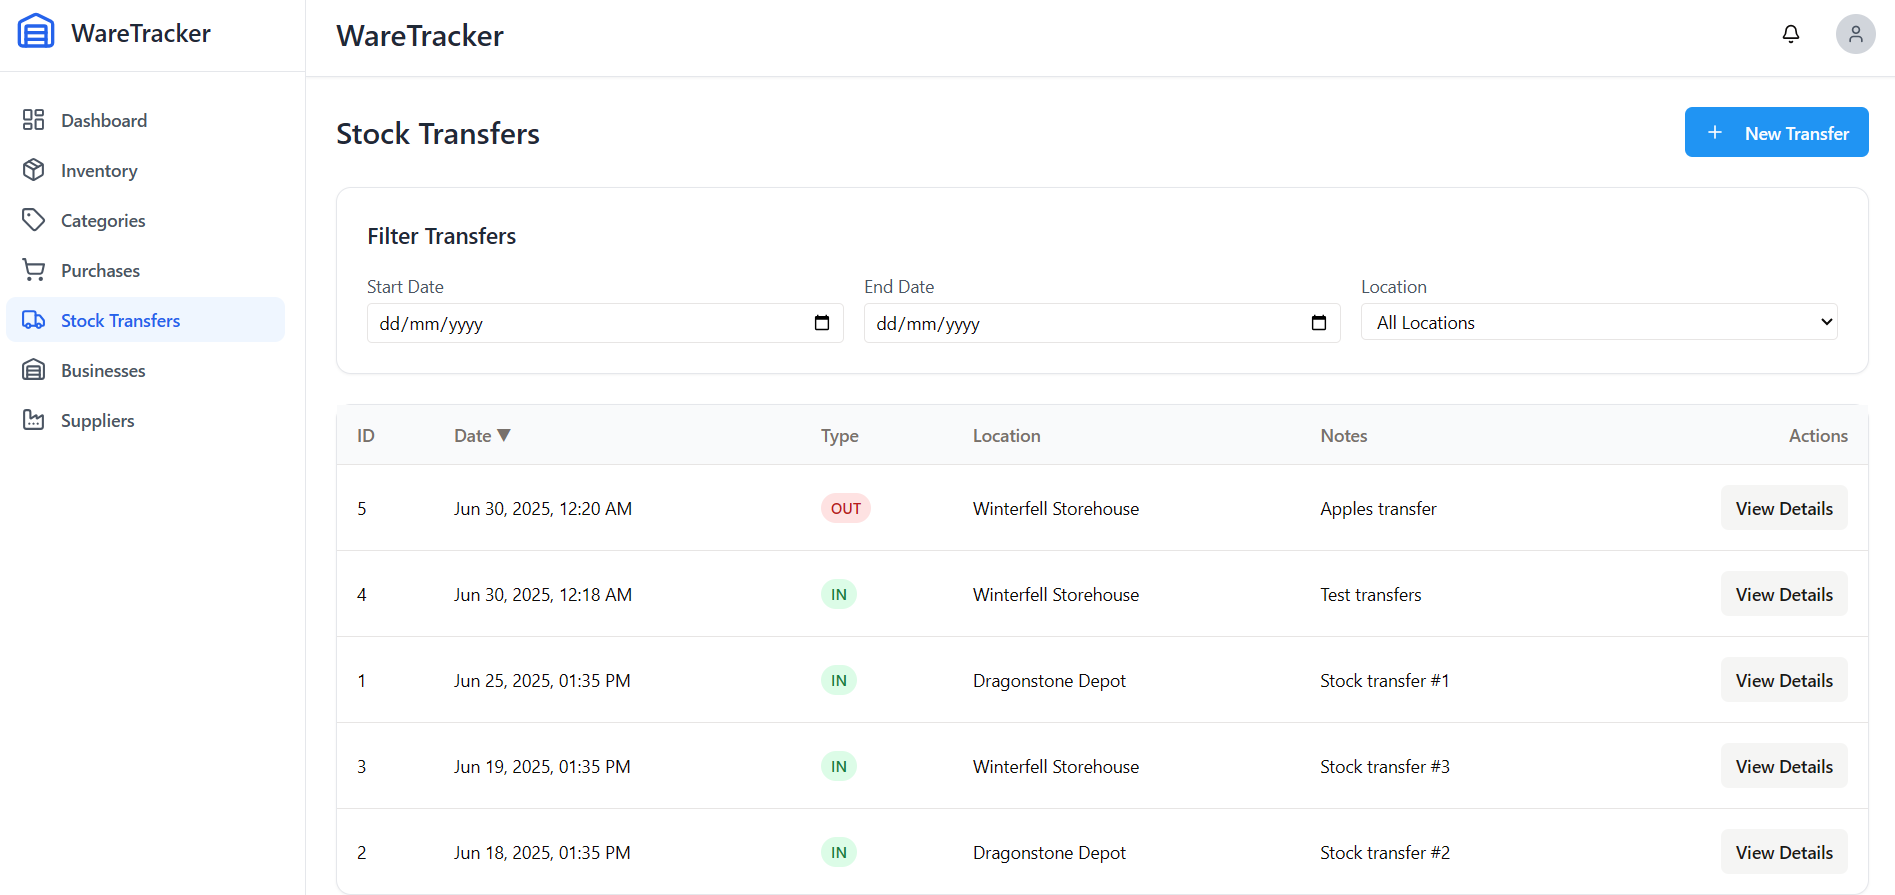 WareTracker
Dashboard
Inventory
Categories
Purchases
Stock Transfers
Businesses
Suppliers
WareTracker
Stock Transfers
+ New Transfer
Filter Transfers
Start Date End Date Location
dd/mm/yyyy dd/mm/yyyy All Locations
ID Date ▼ Type Location Notes Actions
5 Jun 30, 2025, 12:20 AM OUT Winterfell Storehouse Apples transfer View Details
4 Jun 30, 2025, 12:18 AM IN Winterfell Storehouse Test transfers View Details
1 Jun 25, 2025, 01:35 PM IN Dragonstone Depot Stock transfer #1 View Details
3 Jun 19, 2025, 01:35 PM IN Winterfell Storehouse Stock transfer #3 View Details
2 Jun 18, 2025, 01:35 PM IN Dragonstone Depot Stock transfer #2 View Details